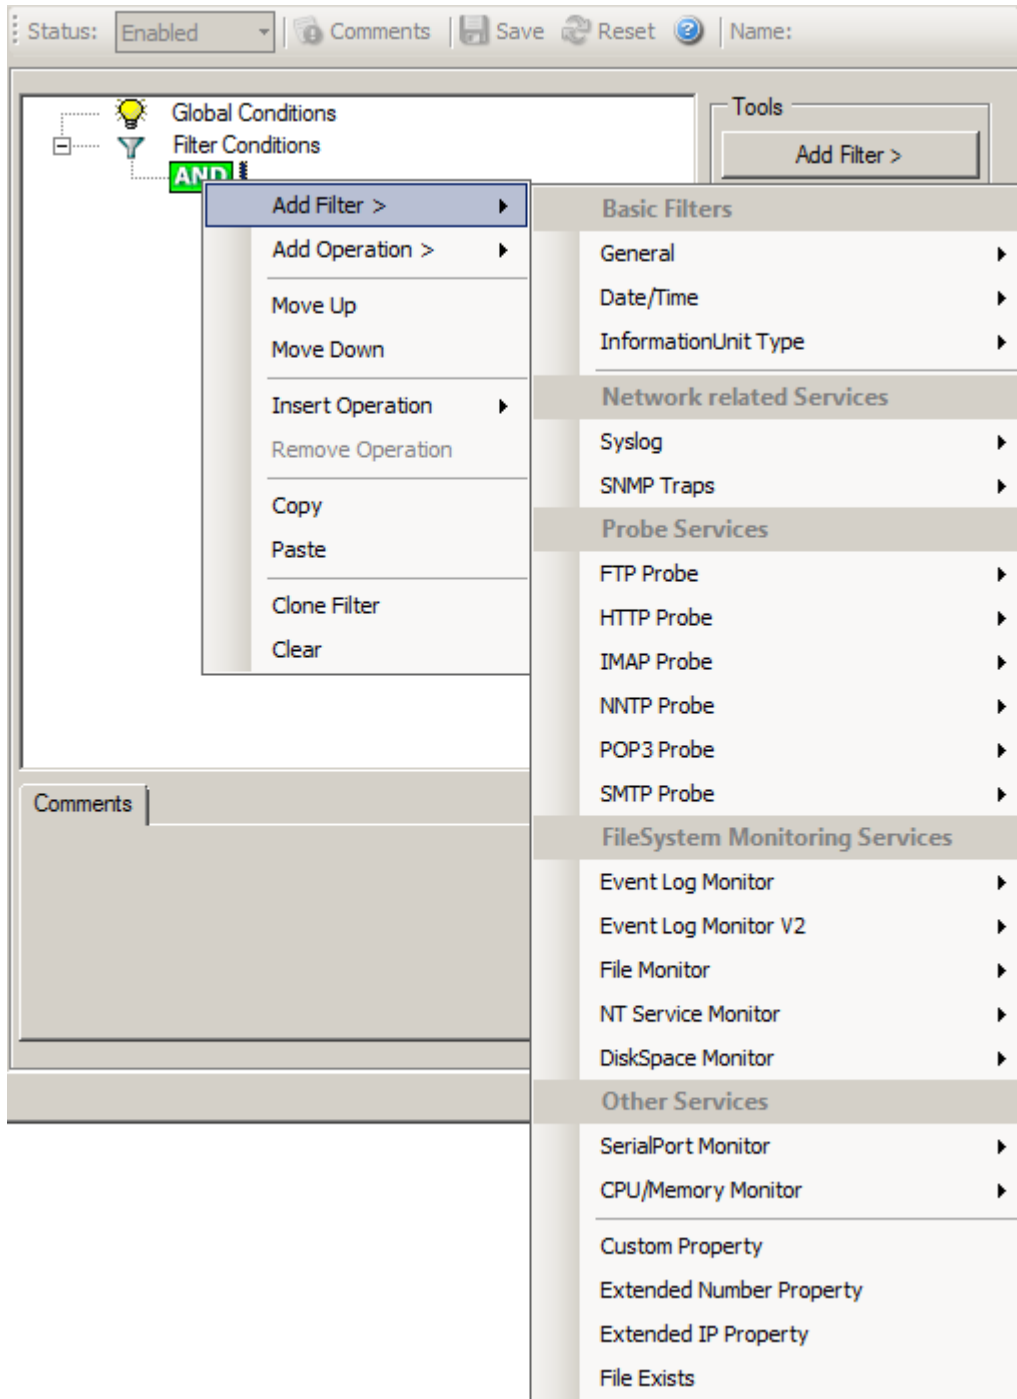 Status: Enabled Comments Save Reset Name:
Global Conditions
Filter Conditions
AND
Tools
Add Filter >
Add Filter >
Add Operation >
Move Up
Move Down
Insert Operation
Remove Operation
Copy
Paste
Clone Filter
Clear
Basic Filters
General
Date/Time
InformationUnit Type
Network related Services
Syslog
SNMP Traps
Probe Services
FTP Probe
HTTP Probe
IMAP Probe
NNTP Probe
POP3 Probe
SMTP Probe
FileSystem Monitoring Services
Event Log Monitor
Event Log Monitor V2
File Monitor
NT Service Monitor
DiskSpace Monitor
Other Services
SerialPort Monitor
CPU/Memory Monitor
Custom Property
Extended Number Property
Extended IP Property
File Exists
Comments